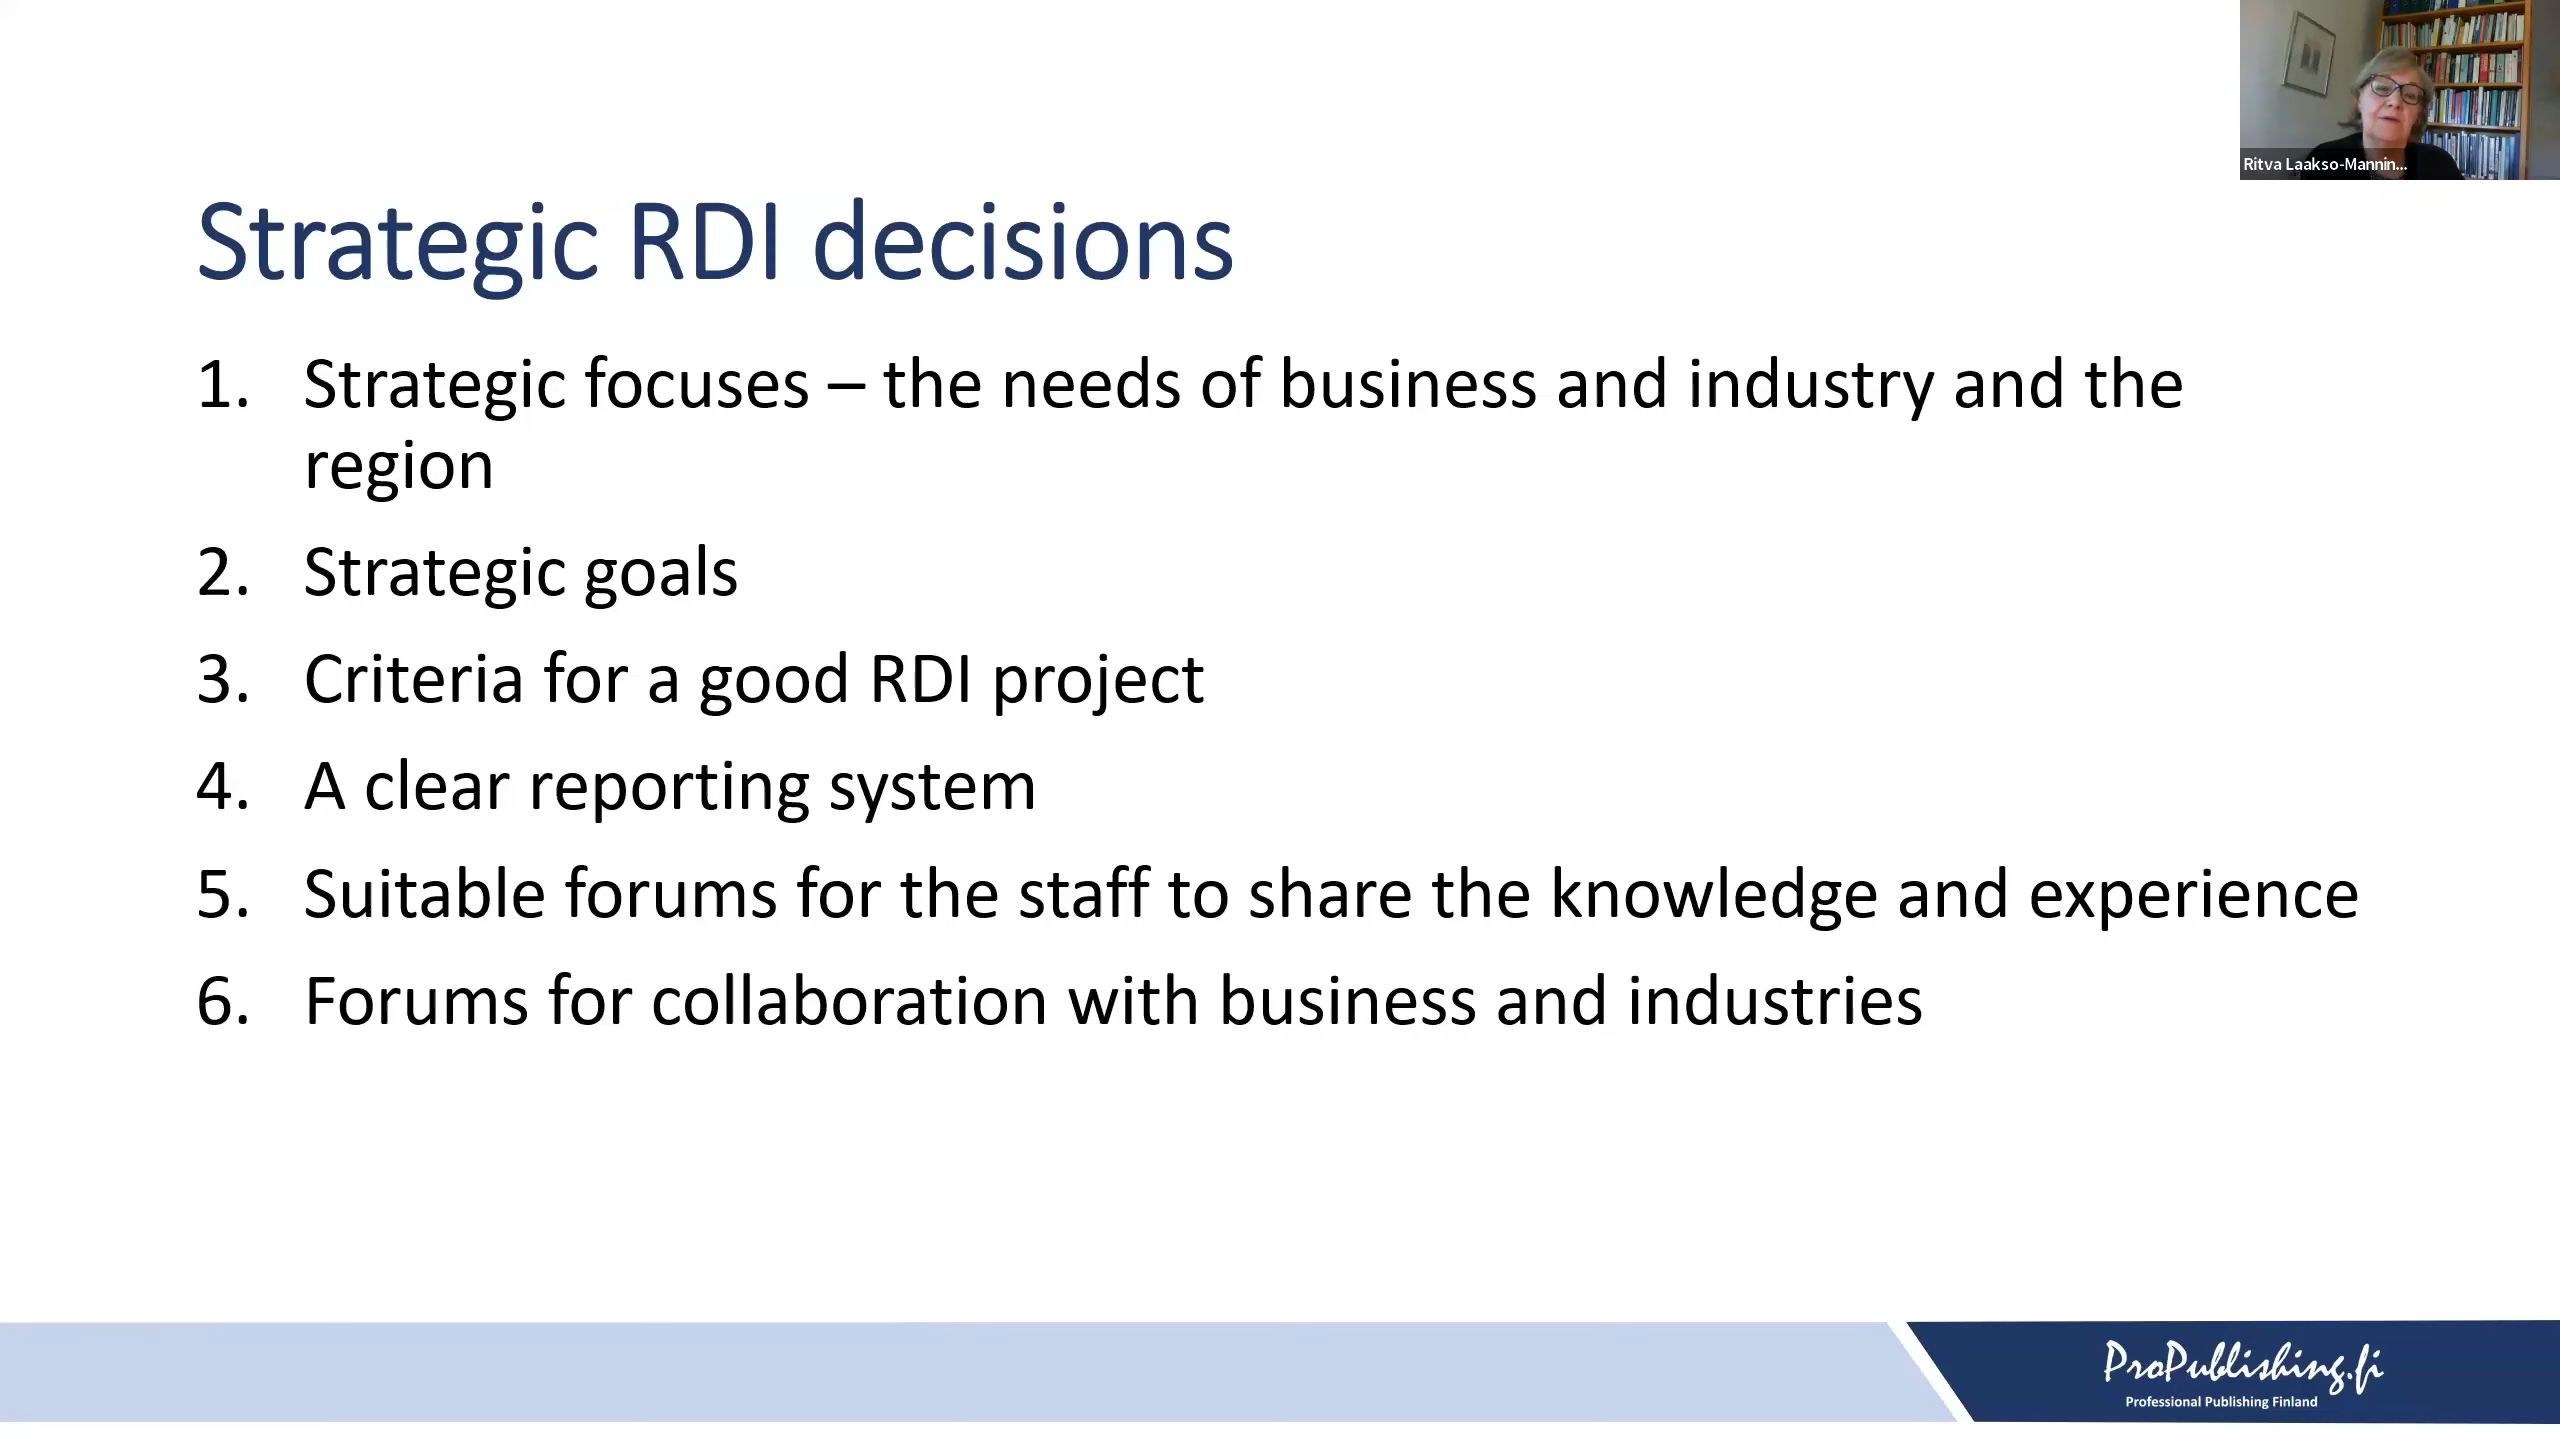 Ritva Laakso-Mannin...
Strategic RDI decisions
1. Strategic focuses – the needs of business and industry and the
region
2. Strategic goals
3. Criteria for a good RDI project
4. A clear reporting system
5. Suitable forums for the staff to share the knowledge and experience
6. Forums for collaboration with business and industries
ProPublishing.fi
Professional Publishing Finland